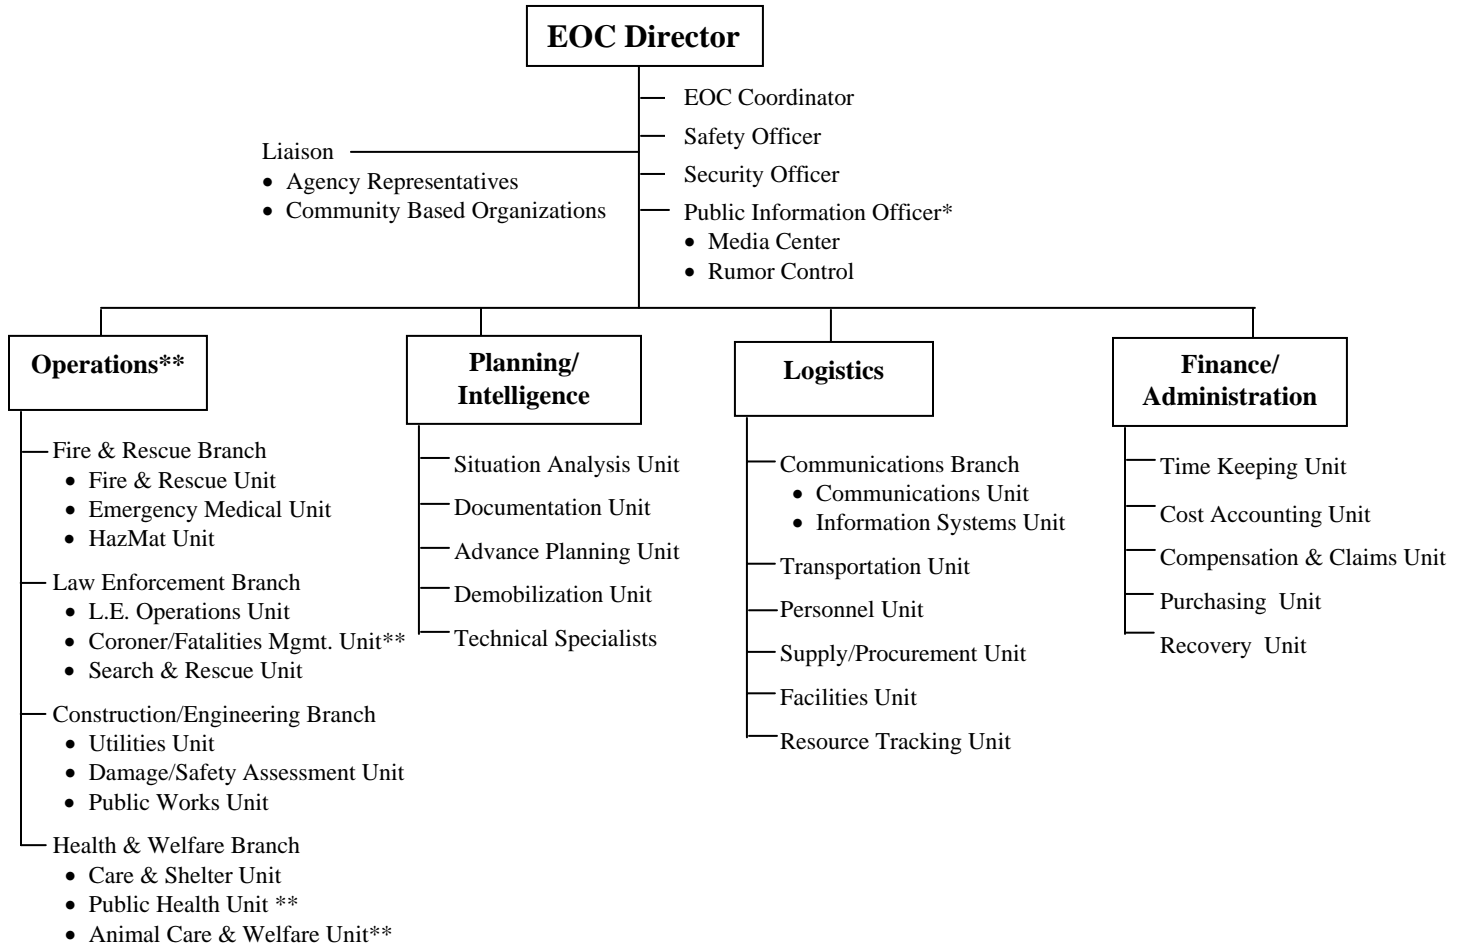 EOC Director
EOC Coordinator
Safety Officer
Security Officer
Public Information Officer*
• Media Center
• Rumor Control
Liaison
• Agency Representatives
• Community Based Organizations
Operations**
Fire & Rescue Branch
• Fire & Rescue Unit
• Emergency Medical Unit
• HazMat Unit
Law Enforcement Branch
• L.E. Operations Unit
• Coroner/Fatalities Mgmt. Unit**
• Search & Rescue Unit
Construction/Engineering Branch
• Utilities Unit
• Damage/Safety Assessment Unit
• Public Works Unit
Health & Welfare Branch
• Care & Shelter Unit
• Public Health Unit **
• Animal Care & Welfare Unit**
Planning/
Intelligence
Situation Analysis Unit
Documentation Unit
Advance Planning Unit
Demobilization Unit
Technical Specialists
Logistics
Communications Branch
• Communications Unit
• Information Systems Unit
Transportation Unit
Personnel Unit
Supply/Procurement Unit
Facilities Unit
Resource Tracking Unit
Finance/
Administration
Time Keeping Unit
Cost Accounting Unit
Compensation & Claims Unit
Purchasing  Unit
Recovery  Unit